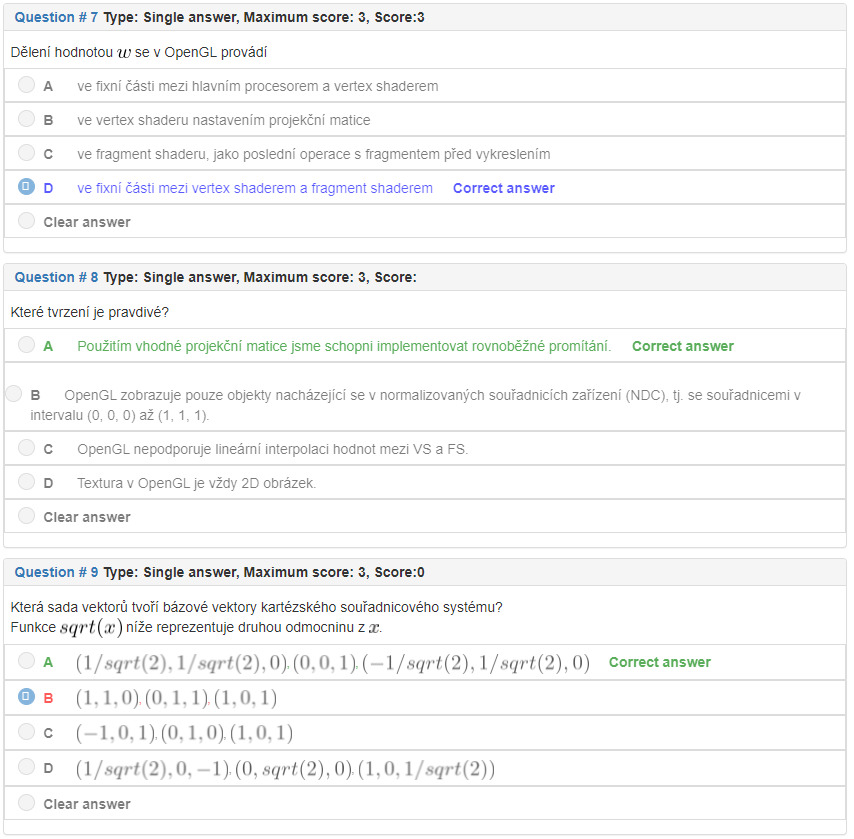 Question # 7 Type: Single answer, Maximum score: 3, Score:3
Dělení hodnotou w se v OpenGL provádí
A ve fixní části mezi hlavním procesorem a vertex shaderem
B ve vertex shaderu nastavením projekční matice
C ve fragment shaderu, jako poslední operace s fragmentem před vykreslením
D ve fixní části mezi vertex shaderem a fragment shaderem Correct answer
Clear answer
Question # 8 Type: Single answer, Maximum score: 3, Score:
Které tvrzení je pravdivé?
A Použitím vhodné projekční matice jsme schopni implementovat rovnoběžné promítání. Correct answer
B OpenGL zobrazuje pouze objekty nacházející se v normalizovaných souřadnicích zařízení (NDC), tj. se souřadnicemi v
intervalu (0, 0, 0) až (1, 1, 1).
C OpenGL nepodporuje lineární interpolaci hodnot mezi VS a FS.
D Textura v OpenGL je vždy 2D obrázek.
Clear answer
Question # 9 Type: Single answer, Maximum score: 3, Score:0
Která sada vektorů tvoří bázové vektory kartézského souřadnicového systému?
Funkce sqrt(x) níže reprezentuje druhou odmocninu z x.
A (1/sqrt(2), 1/sqrt(2), 0), (0, 0, 1), (−1/sqrt(2), 1/sqrt(2), 0) Correct answer
B (1, 1, 0), (0, 1, 1), (1, 0, 1)
C (−1, 0, 1), (0, 1, 0), (1, 0, 1)
D (1/sqrt(2), 0, −1), (0, sqrt(2), 0), (1, 0, 1/sqrt(2))
Clear answer